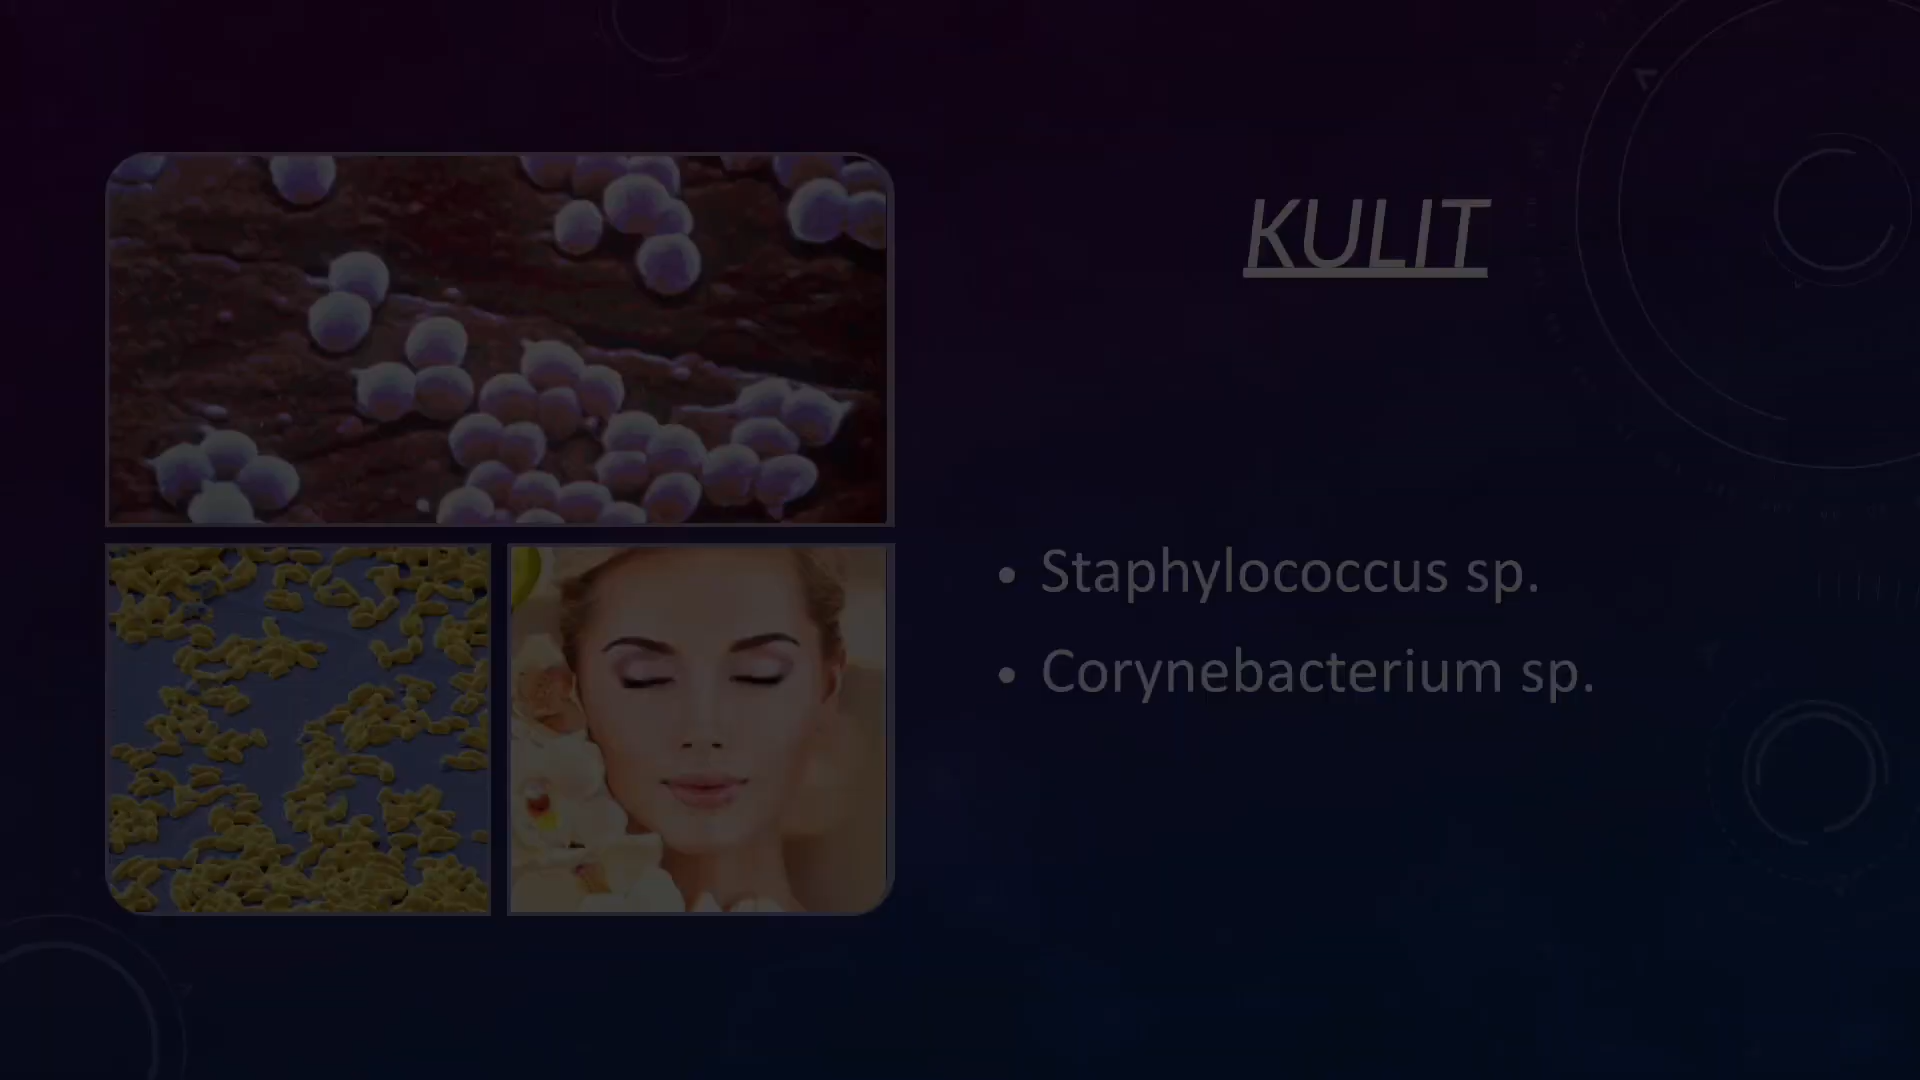 KULIT
• Staphylococcus sp.
• Corynebacterium sp.